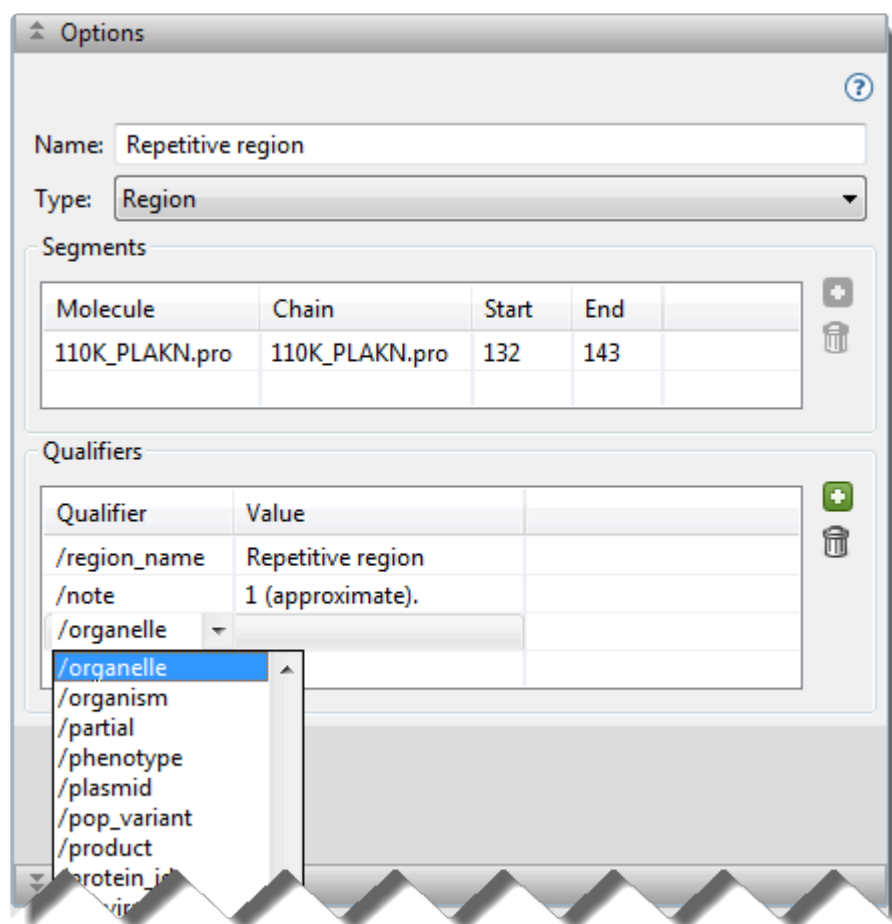 Options
Name: Repetitive region
Type: Region
Segments
Molecule Chain Start End
110K_PLAKN.pro 110K_PLAKN.pro 132 143
Qualifiers
Qualifier Value
/region_name Repetitive region
/note 1 (approximate).
/organelle
/organelle
/organism
/partial
/phenotype
/plasmid
/pop_variant
/product